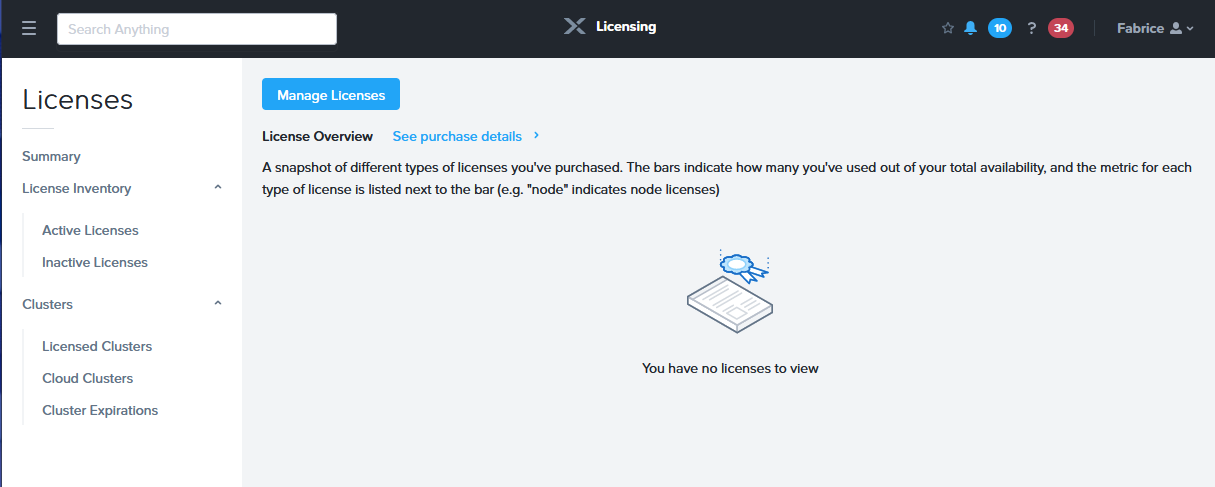 Search Anything
Licensing
10
?
34
Fabrice
Licenses
Summary
License Inventory
Active Licenses
Inactive Licenses
Clusters
Licensed Clusters
Cloud Clusters
Cluster Expirations
Manage Licenses
License Overview See purchase details
A snapshot of different types of licenses you've purchased. The bars indicate how many you've used out of your total availability, and the metric for each
type of license is listed next to the bar (e.g. "node" indicates node licenses)
You have no licenses to view